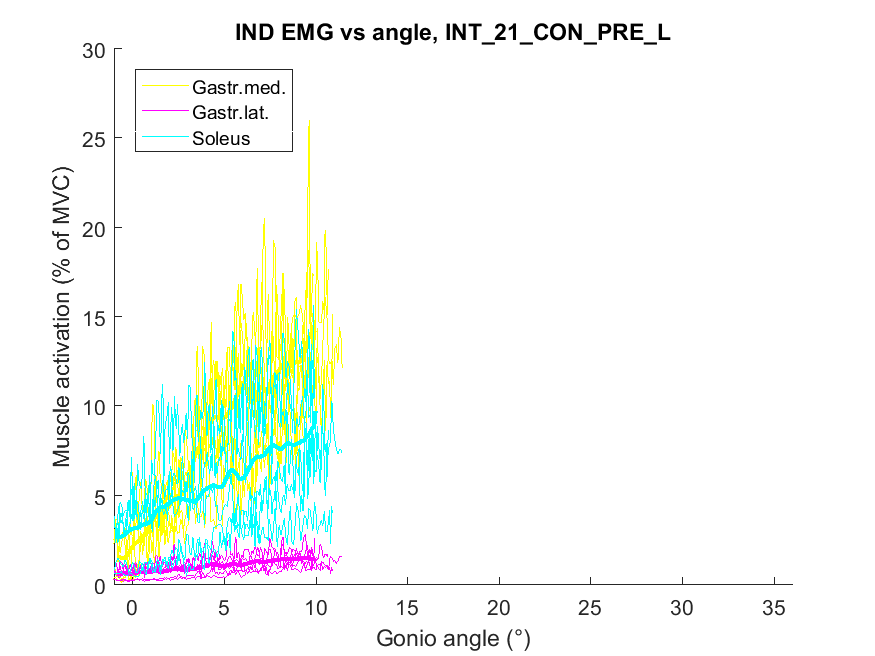 IND EMG vs angle, INT_21_CON_PRE_L
30
25
20
15
10
5
0
Muscle activation (% of MVC)
Gastr.med.
Gastr.lat.
Soleus
0 5 10 15 20 25 30 35
Gonio angle (°)